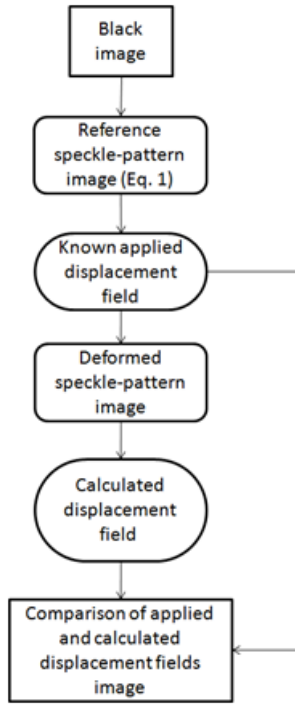 Black
image
Reference
speckle-pattern
image (Eq. 1)
Known applied
displacement
field
Deformed
speckle-pattern
image
Calculated
displacement
field
Comparison of applied
and calculated
displacement fields
image